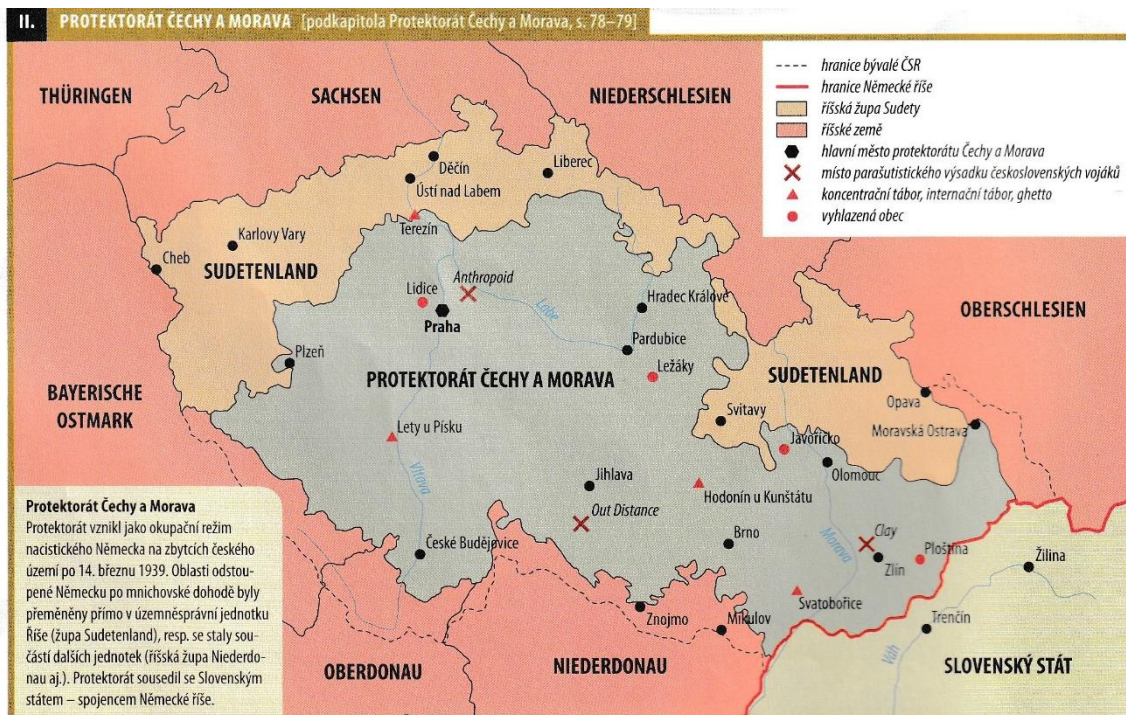 II. PROTEKTORÁT ČECHY A MORAVA [podkapitola Protektorát Čechy a Morava, s. 78–79]
hranice bývalé ČSR
hranice Německé říše
říšská župa Sudety
říšské země
hlavní město protektorátu Čechy a Morava
místo parašutistického výsadku československých vojáků
koncentrační tábor, internační tábor, ghetto
vyhlazená obec
THÜRINGEN
SACHSEN
NIEDERSCHLESIEN
Děčín
Liberec
Ústí nad Labem
Terezín
Karlovy Vary
Cheb
SUDETENLAND
Anthropoid
Lidice
Praha
Labe
Hradec Králové
OBERSCHLESIEN
Plzeň
Pardubice
Ležáky
PROTEKTORÁT ČECHY A MORAVA
SUDETENLAND
BAYERISCHE
OSTMARK
Opava
Svitavy
Moravská Ostrava
Lety u Písku
Javoříčko
Olomouc
Vltava
Jihlava
Hodonín u Kunštátu
Out Distance
Brno
Morava
Clay
Ploština
Zlín
Žilina
České Budějovice
Svatobořice
Znojmo
Mikulov
Trenčín
Váh
OBERDONAU
NIEDERDONAU
SLOVENSKÝ STÁT
Protektorát Čechy a Morava
Protektorát vznikl jako okupační režim
nacistického Německa na zbytcích českého
území po 14. březnu 1939. Oblasti odstou-
pené Německu po mnichovské dohodě byly
přeměněny přímo v územněsprávní jednotku
Říše (župa Sudetenland), resp. se staly sou-
částí dalších jednotek (říšská župa Niederdo-
nau aj.). Protektorát sousedil se Slovenským
státem – spojencem Německé říše.